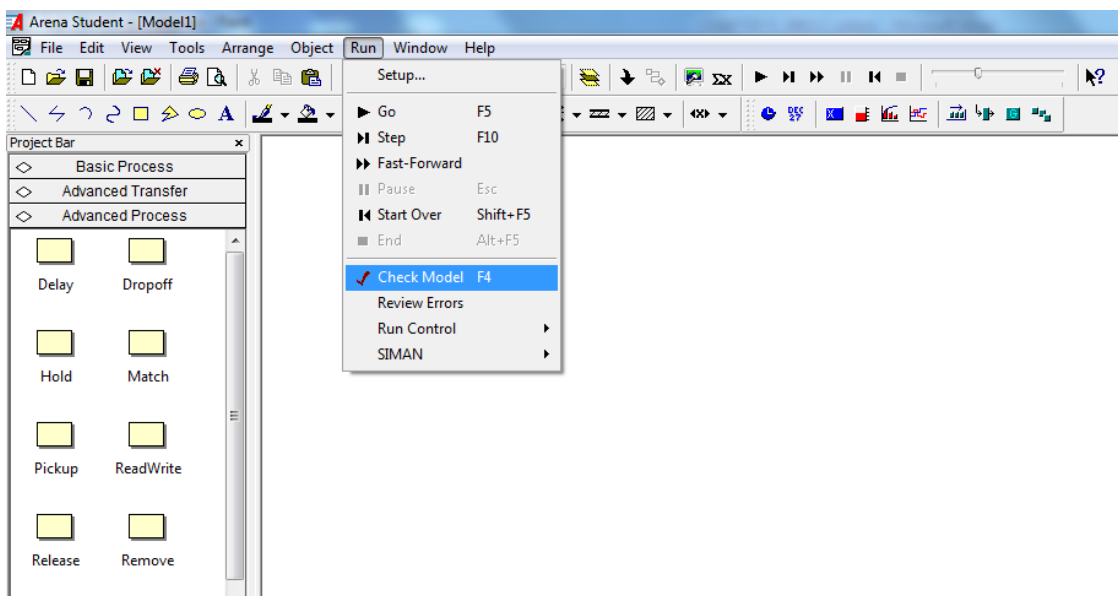 Arena Student - [Model1]
File Edit View Tools Arrange Object Run Window Help
Setup...
Go F5
Step F10
Fast-Forward
Pause Esc
Start Over Shift+F5
End Alt+F5
Check Model F4
Review Errors
Run Control
SIMAN
Project Bar
Basic Process
Advanced Transfer
Advanced Process
Delay Dropoff
Hold Match
Pickup ReadWrite
Release Remove